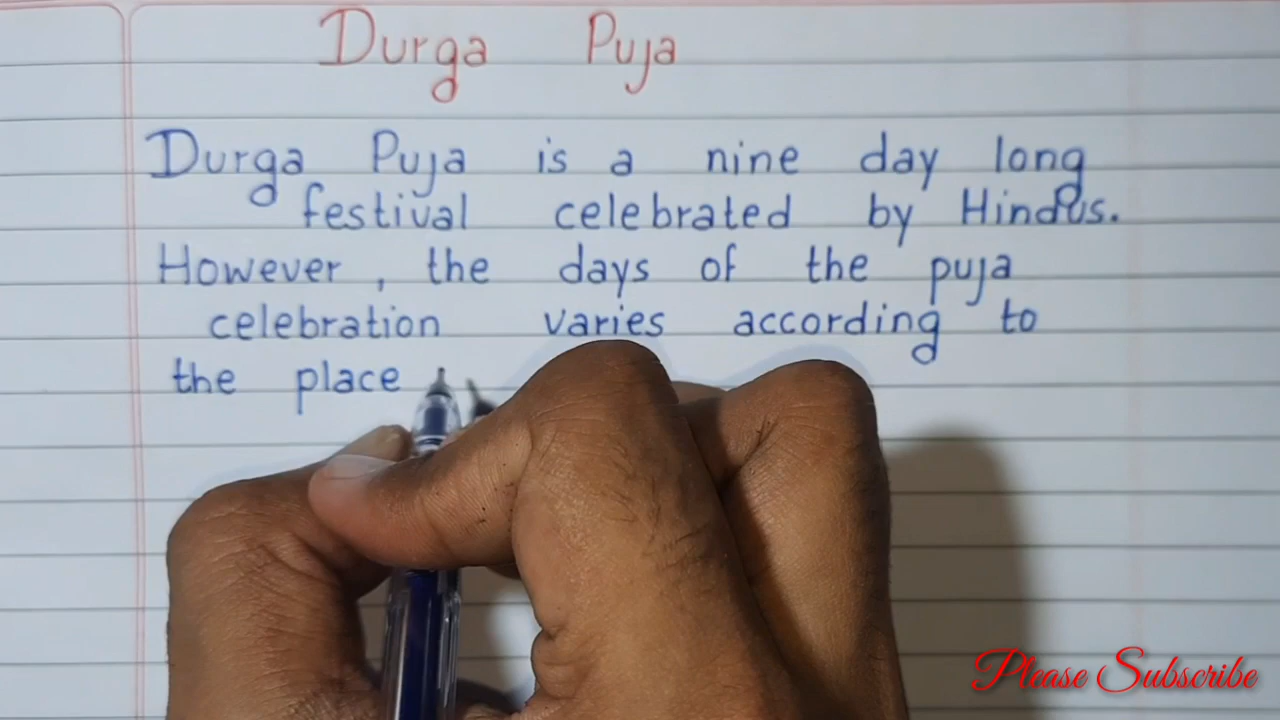 Durga Puja
Durga Puja is a nine day long
festival celebrated by Hindus.
However, the days of the puja
celebration varies according to
the place
Please Subscribe